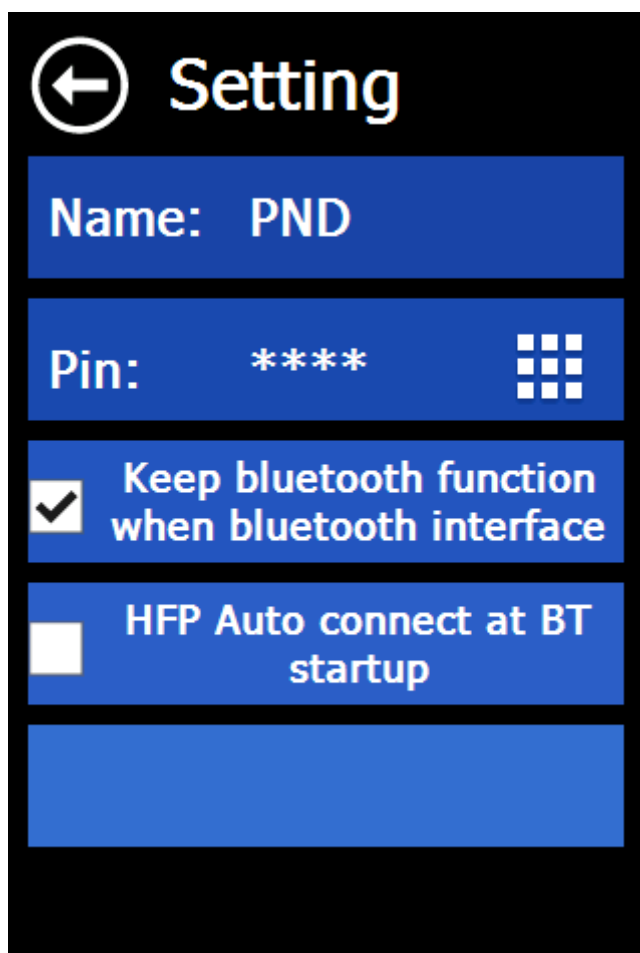 Setting
Name: PND
Pin: ****
Keep bluetooth function
when bluetooth interface
HFP Auto connect at BT
startup